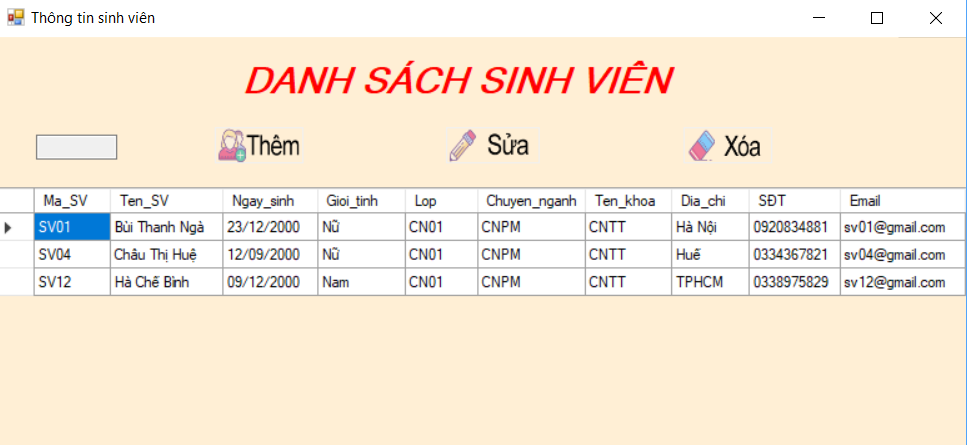 Thông tin sinh viên
DANH SÁCH SINH VIÊN
Thêm Sửa Xóa
Ma_SV Ten_SV Ngay_sinh Gioi_tinh Lop Chuyen_nganh Ten_khoa Dia_chi SĐT Email
SV01 Bùi Thanh Ngà 23/12/2000 Nữ CN01 CNPM CNTT Hà Nội 0920834881 sv01@gmail.com
SV04 Châu Thị Huệ 12/09/2000 Nữ CN01 CNPM CNTT Huế 0334367821 sv04@gmail.com
SV12 Hà Chế Bình 09/12/2000 Nam CN01 CNPM CNTT TPHCM 0338975829 sv12@gmail.com